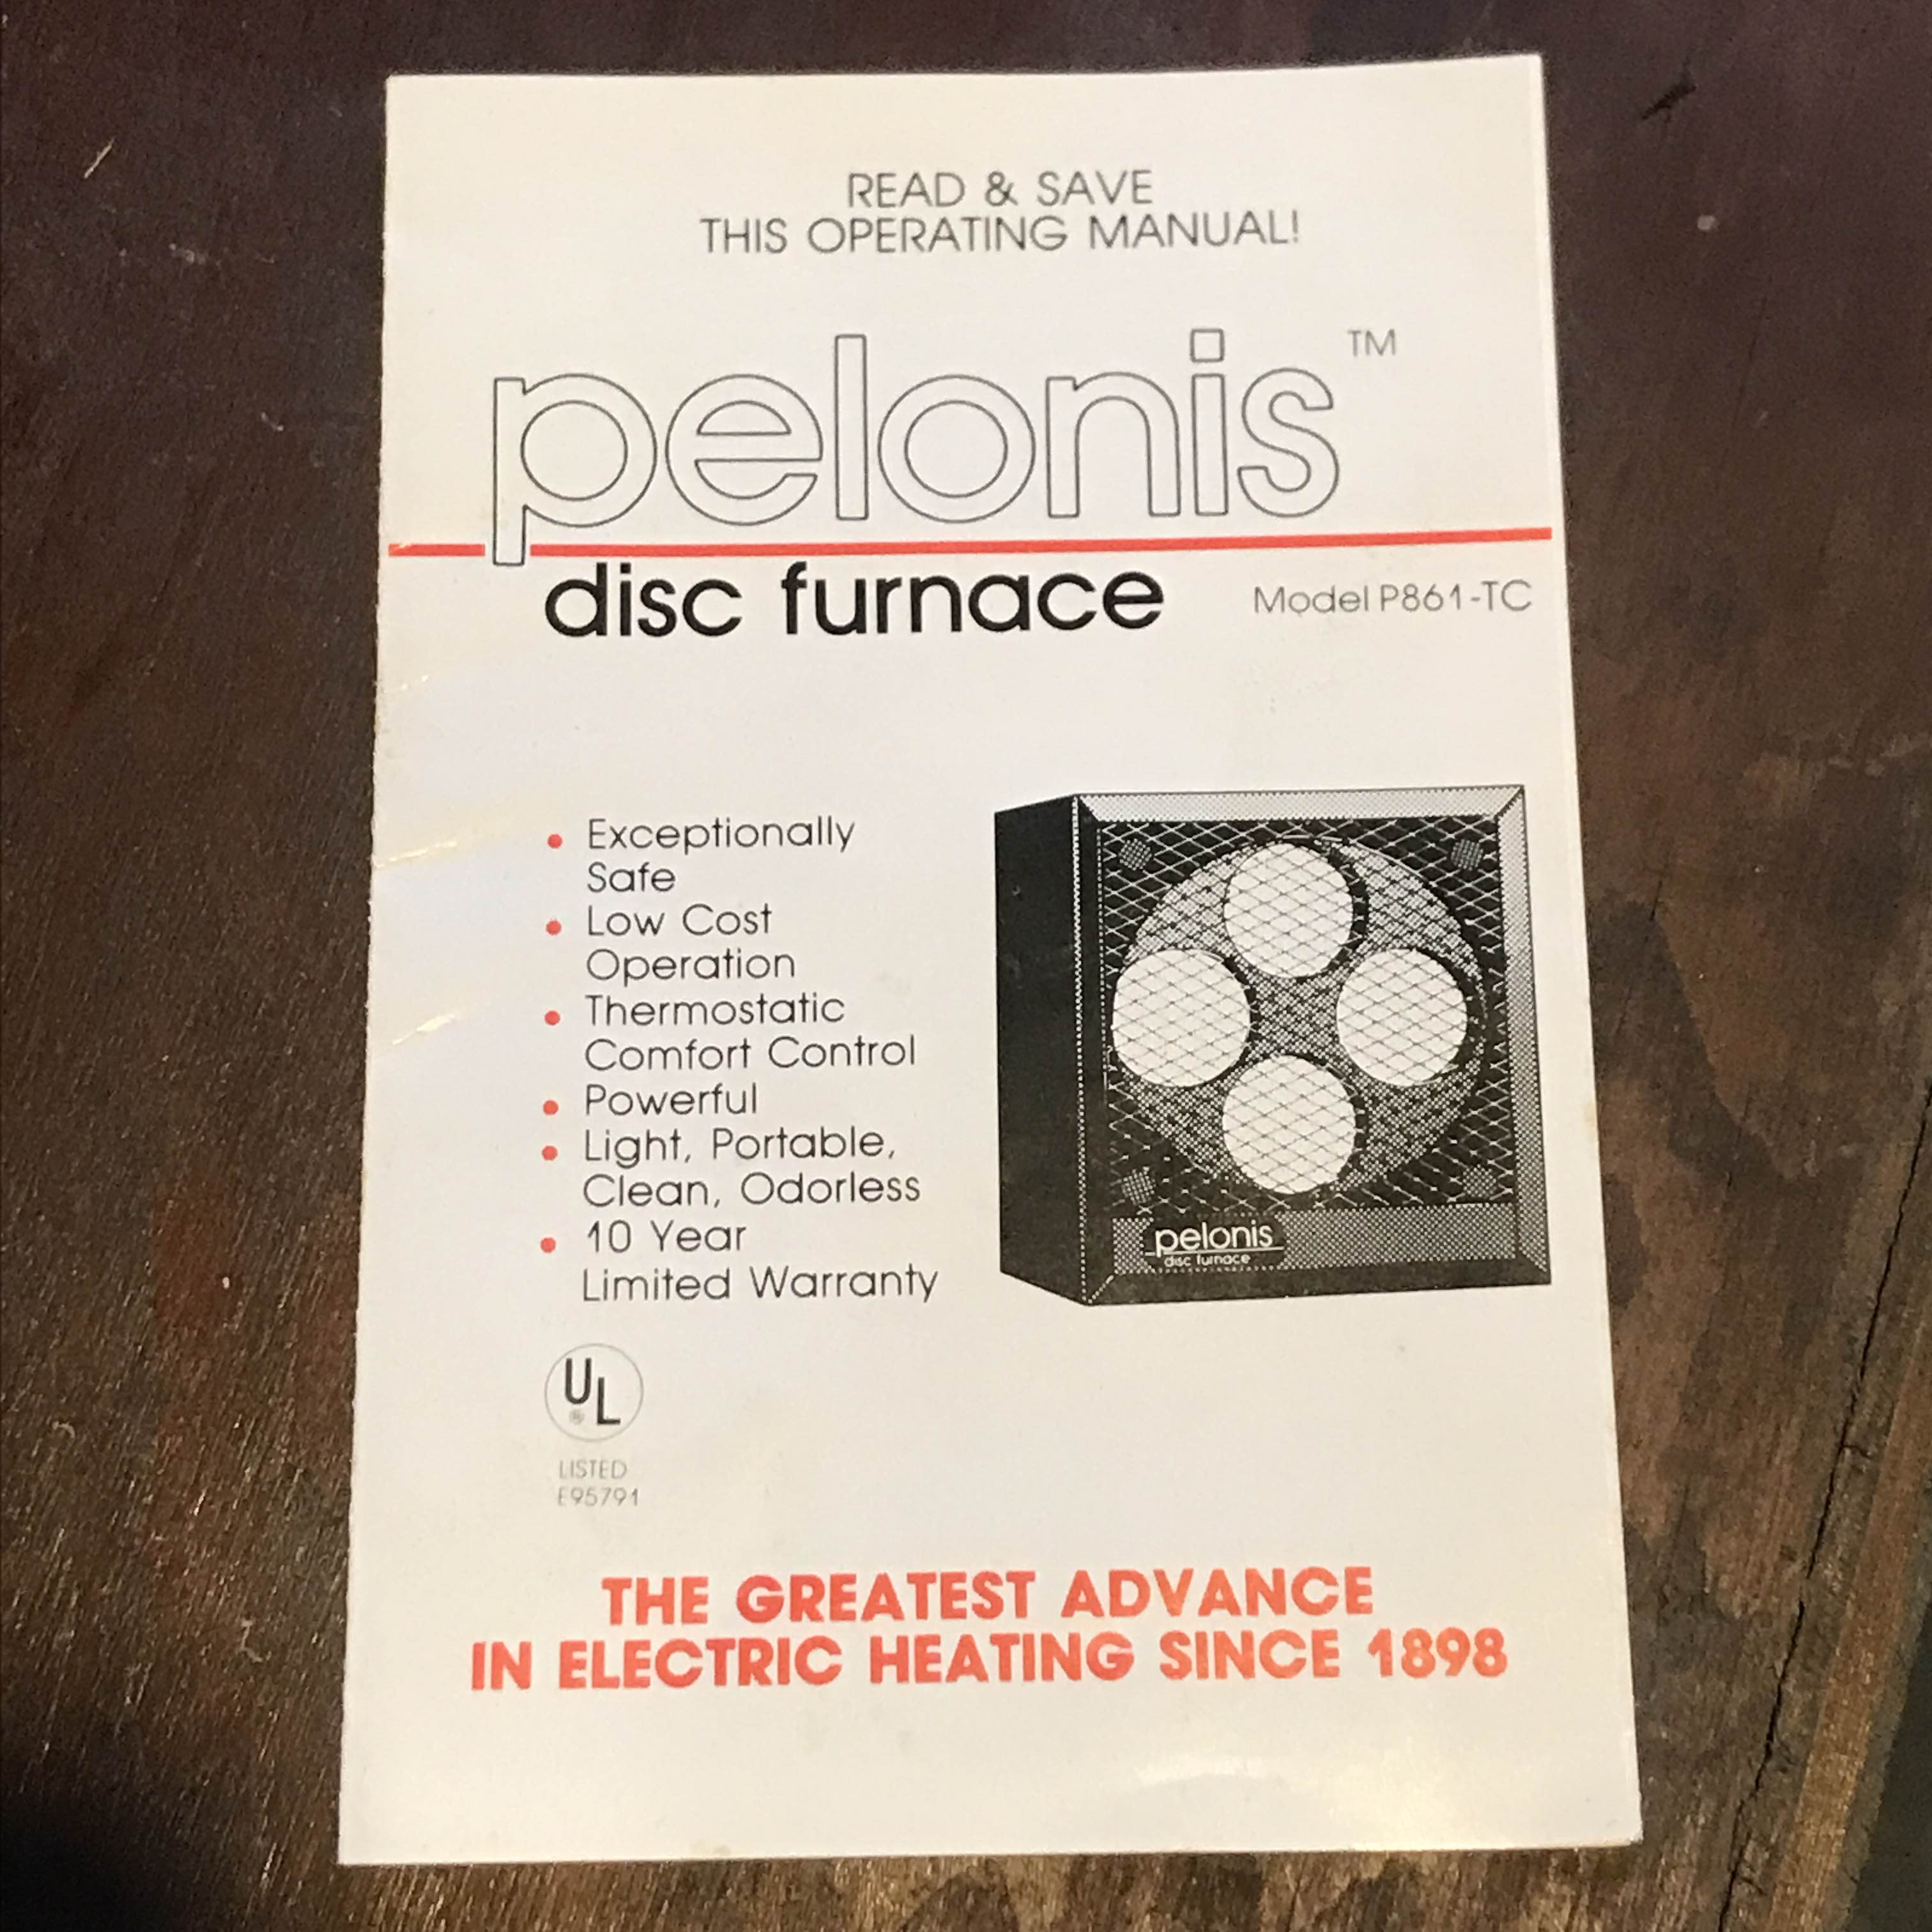 READ & SAVE
THIS OPERATING MANUAL!
pelonis™
disc furnace
Model P861-TC
• Exceptionally
Safe
• Low Cost
Operation
• Thermostatic
Comfort Control
• Powerful
• Light, Portable,
Clean, Odorless
• 10 Year
Limited Warranty
pelonis
disc furnace
UL®
LISTED
E95791
THE GREATEST ADVANCE
IN ELECTRIC HEATING SINCE 1898